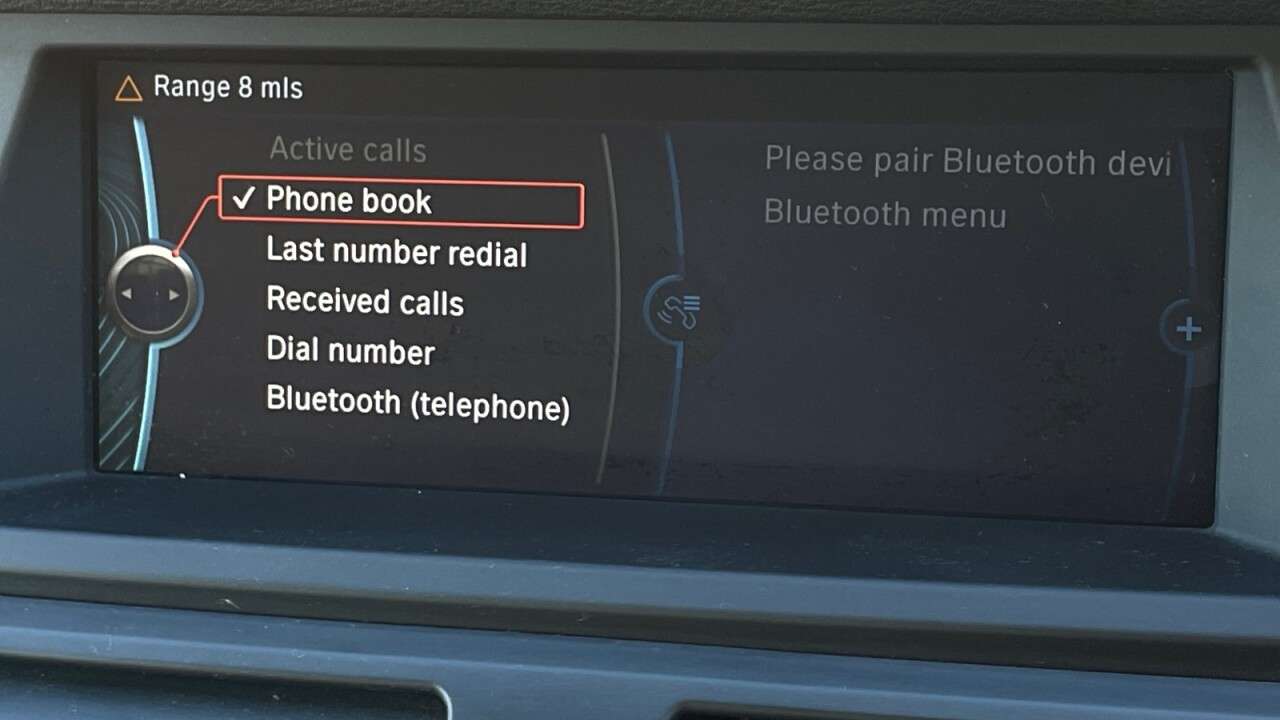 Range 8 mls
Active calls
✓ Phone book
Last number redial
Received calls
Dial number
Bluetooth (telephone)
Please pair Bluetooth devi
Bluetooth menu